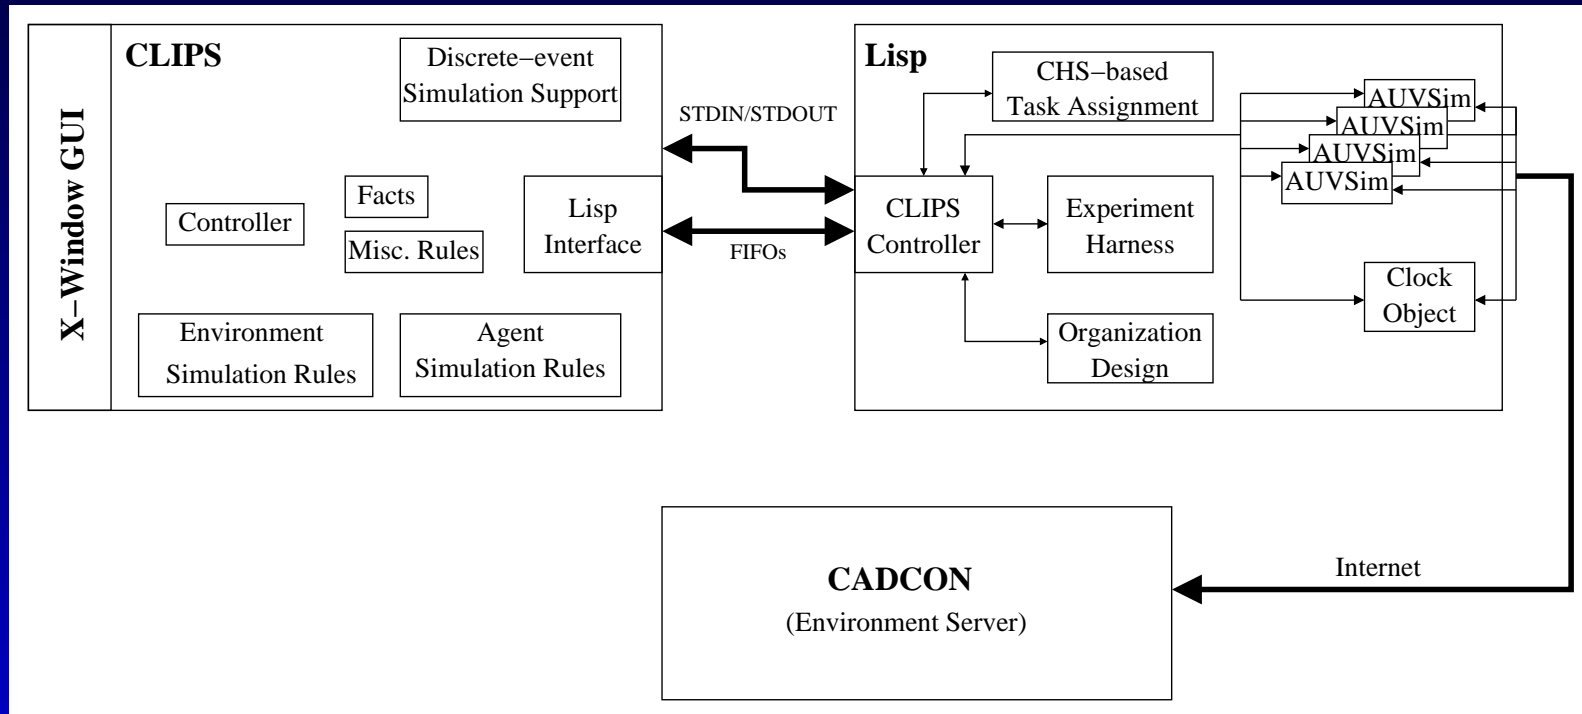 X−Window GUI
CLIPS
Discrete−event
Simulation Support
Controller
Facts
Misc. Rules
Lisp
Interface
Environment
Simulation Rules
Agent
Simulation Rules
STDIN/STDOUT
FIFOs
Lisp
CHS−based
Task Assignment
CLIPS
Controller
Experiment
Harness
Organization
Design
AUVSim
AUVSim
AUVSim
AUVSim
Clock
Object
Internet
CADCON
(Environment Server)